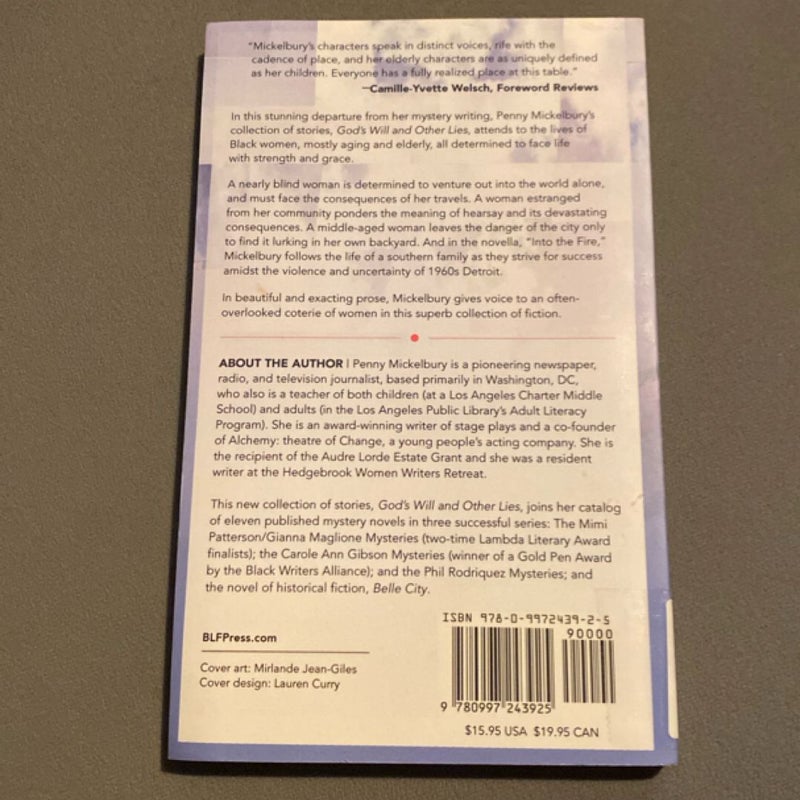 "Mickelbury's characters speak in distinct voices, rife with the
cadence of place, and her elderly characters are as uniquely defined
as her children. Everyone has a fully realized place at this table."
—Camille-Yvette Welsch, Foreword Reviews
In this stunning departure from her mystery writing, Penny Mickelbury's
collection of stories, God's Will and Other Lies, attends to the lives of
Black women, mostly aging and elderly, all determined to face life
with strength and grace.
A nearly blind woman is determined to venture out into the world alone,
and must face the consequences of her travels. A woman estranged
from her community ponders the meaning of hearsay and its devastating
consequences. A middle-aged woman leaves the danger of the city only
to find it lurking in her own backyard. And in the novella, "Into the Fire,"
Mickelbury follows the life of a southern family as they strive for success
amidst the violence and uncertainty of 1960s Detroit.
In beautiful and exacting prose, Mickelbury gives voice to an often-
overlooked coterie of women in this superb collection of fiction.
ABOUT THE AUTHOR | Penny Mickelbury is a pioneering newspaper,
radio, and television journalist, based primarily in Washington, DC,
who also is a teacher of both children (at a Los Angeles Charter Middle
School) and adults (in the Los Angeles Public Library's Adult Literacy
Program). She is an award-winning writer of stage plays and a co-founder
of Alchemy: theatre of Change, a young people's acting company. She is
the recipient of the Audre Lorde Estate Grant and she was a resident
writer at the Hedgebrook Women Writers Retreat.
This new collection of stories, God's Will and Other Lies, joins her catalog
of eleven published mystery novels in three successful series: The Mimi
Patterson/Gianna Maglione Mysteries (two-time Lambda Literary Award
finalists); the Carole Ann Gibson Mysteries (winner of a Gold Pen Award
by the Black Writers Alliance); and the Phil Rodriquez Mysteries; and
the novel of historical fiction, Belle City.
BLFPress.com
Cover art: Mirlande Jean-Giles
Cover design: Lauren Curry
ISBN 978-0-9972439-2-5
90000
9 780997 243925
$15.95 USA $19.95 CAN